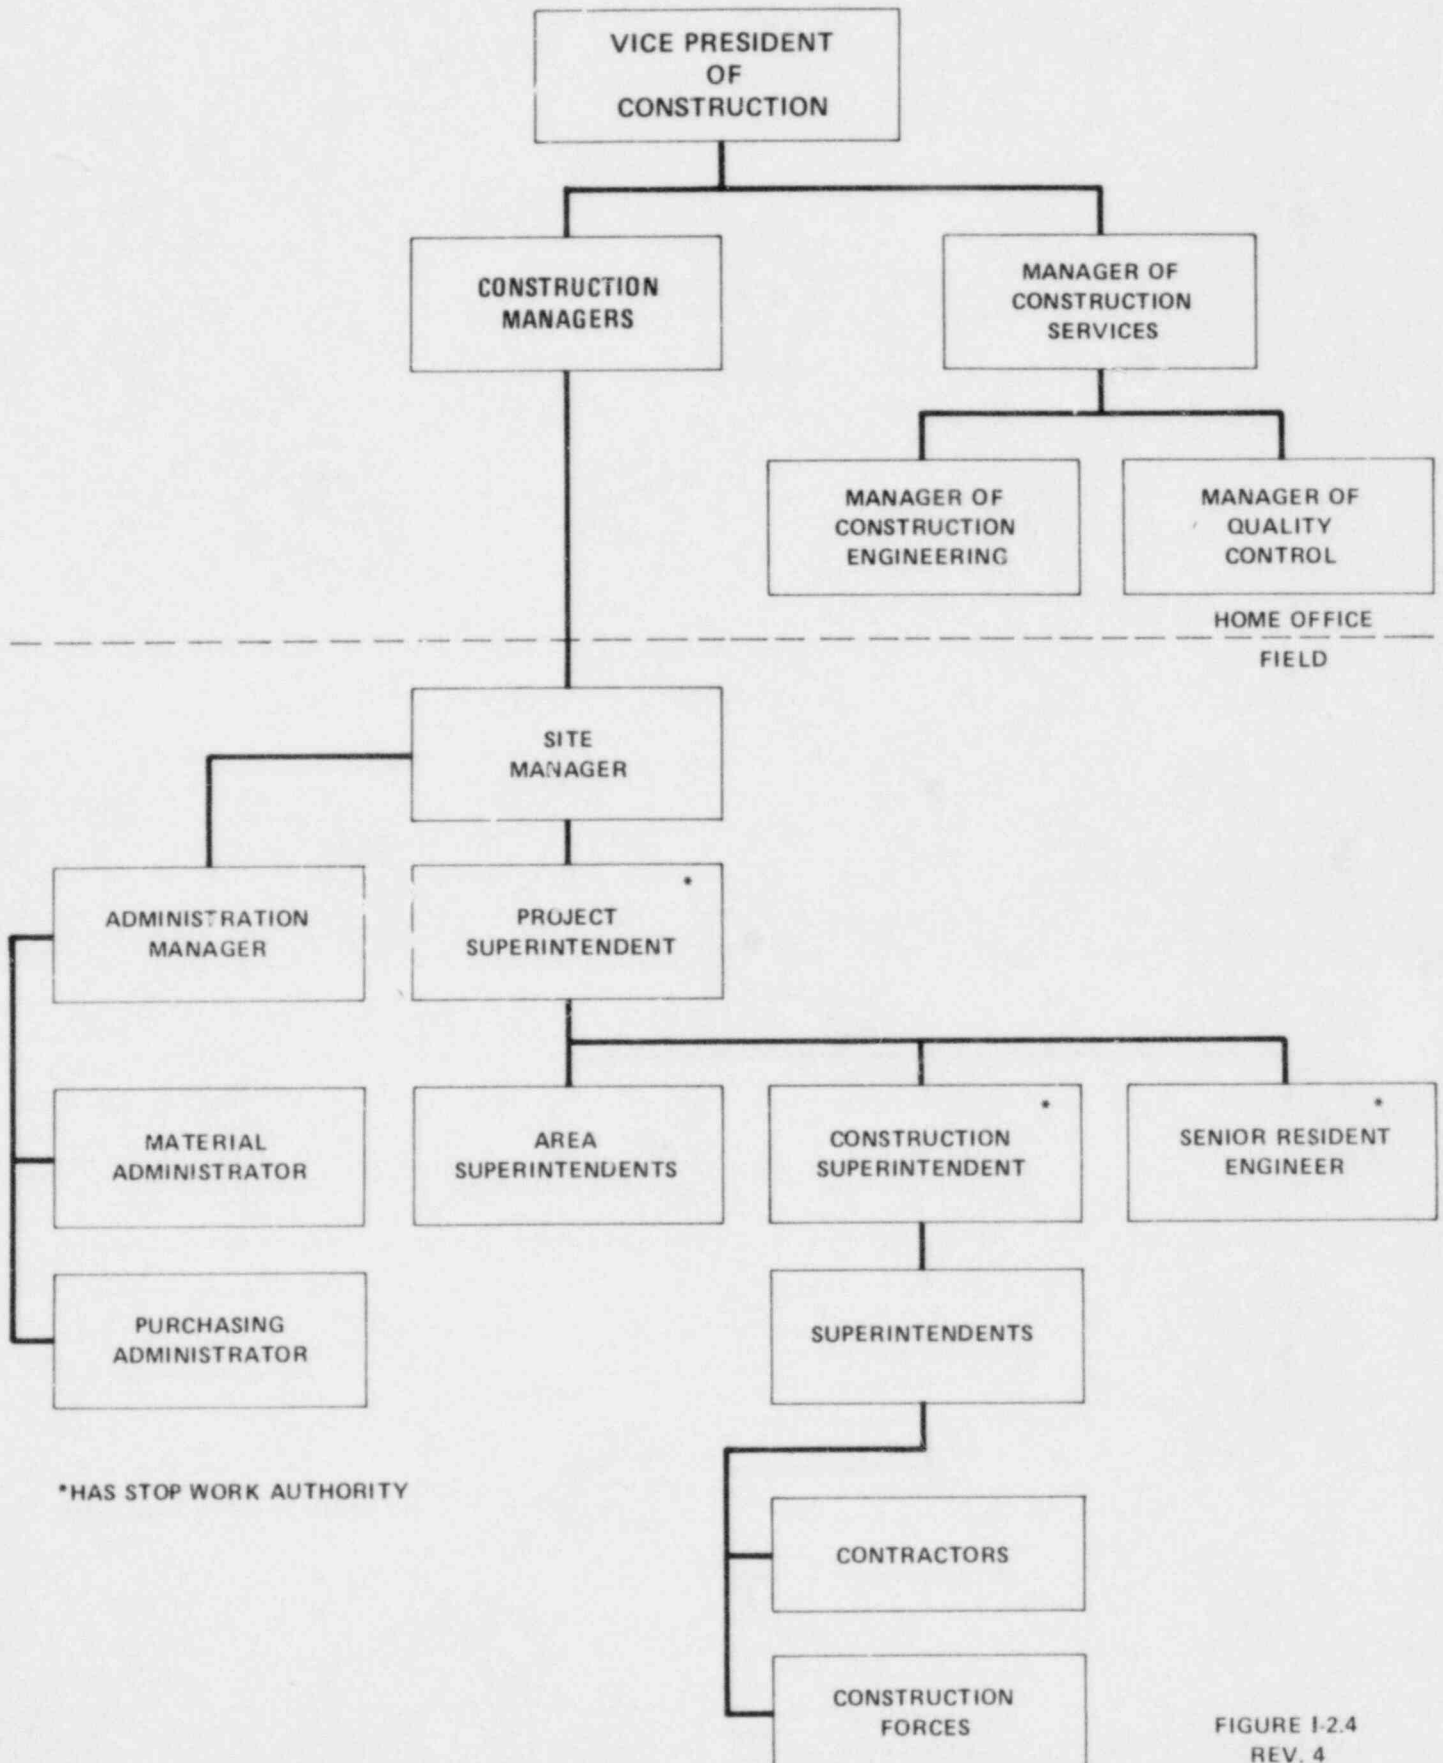 VICE PRESIDENT
OF
CONSTRUCTION
CONSTRUCTION
MANAGERS
MANAGER OF
CONSTRUCTION
SERVICES
MANAGER OF
CONSTRUCTION
ENGINEERING
MANAGER OF
QUALITY
CONTROL
HOME OFFICE
FIELD
SITE
MANAGER
ADMINISTRATION
MANAGER
*
PROJECT
SUPERINTENDENT
MATERIAL
ADMINISTRATOR
AREA
SUPERINTENDENTS
*
CONSTRUCTION
SUPERINTENDENT
*
SENIOR RESIDENT
ENGINEER
PURCHASING
ADMINISTRATOR
SUPERINTENDENTS
*HAS STOP WORK AUTHORITY
CONTRACTORS
CONSTRUCTION
FORCES
FIGURE I-2.4
REV. 4